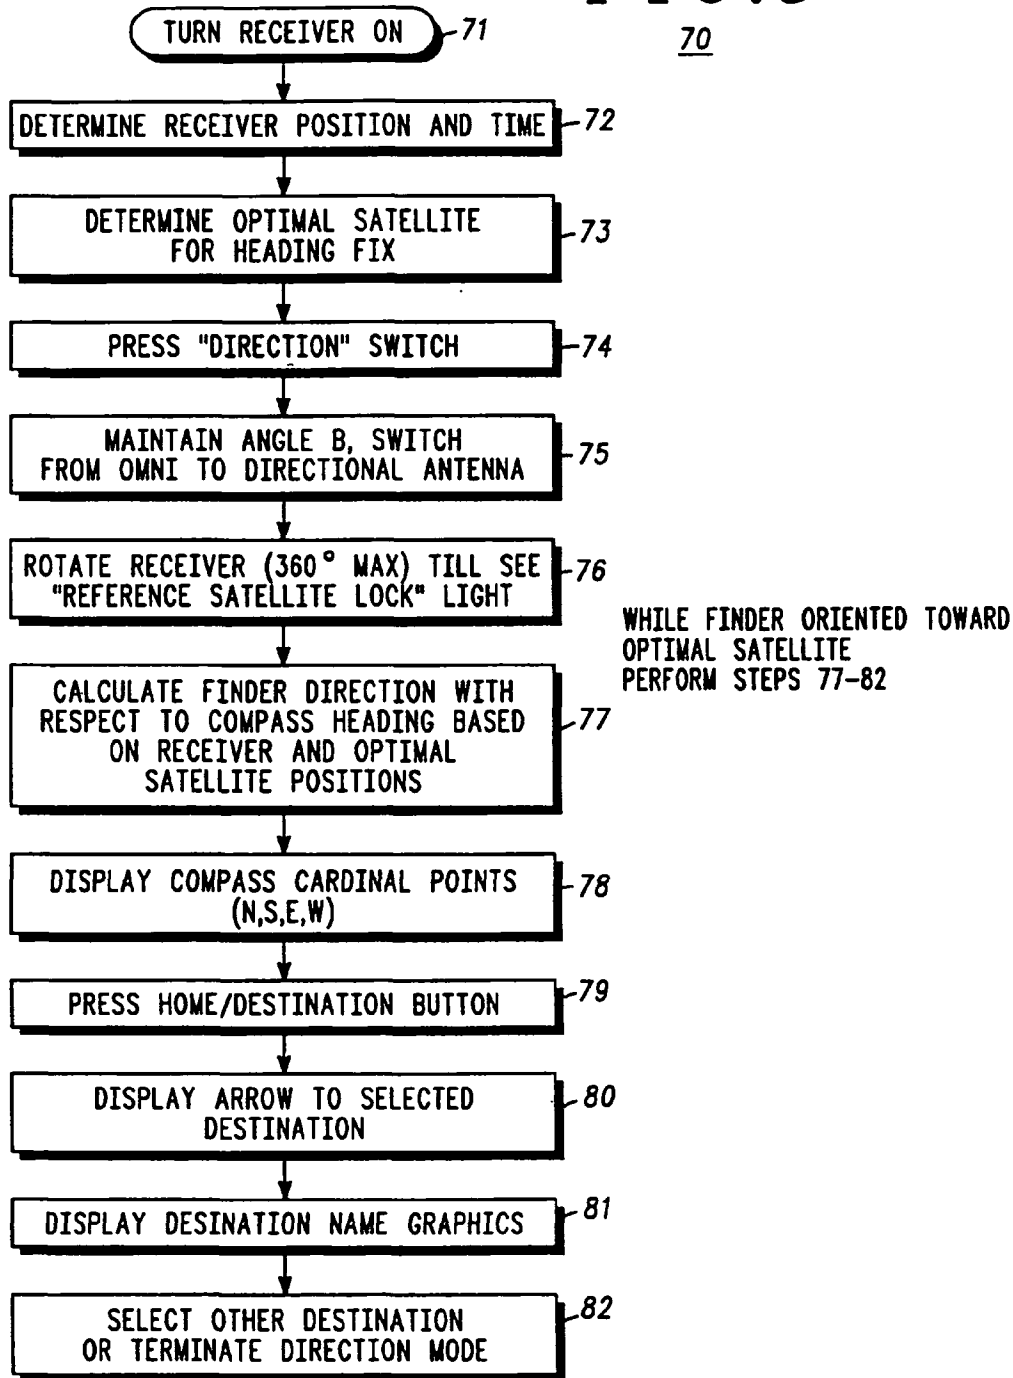 TURN RECEIVER ON
71
70
DETERMINE RECEIVER POSITION AND TIME
72
DETERMINE OPTIMAL SATELLITE
FOR HEADING FIX
73
PRESS "DIRECTION" SWITCH
74
MAINTAIN ANGLE B, SWITCH
FROM OMNI TO DIRECTIONAL ANTENNA
75
ROTATE RECEIVER (360° MAX) TILL SEE
"REFERENCE SATELLITE LOCK" LIGHT
76
WHILE FINDER ORIENTED TOWARD
OPTIMAL SATELLITE
PERFORM STEPS 77-82
CALCULATE FINDER DIRECTION WITH
RESPECT TO COMPASS HEADING BASED
ON RECEIVER AND OPTIMAL
SATELLITE POSITIONS
77
DISPLAY COMPASS CARDINAL POINTS
(N,S,E,W)
78
PRESS HOME/DESTINATION BUTTON
79
DISPLAY ARROW TO SELECTED
DESTINATION
80
DISPLAY DESINATION NAME GRAPHICS
81
SELECT OTHER DESTINATION
OR TERMINATE DIRECTION MODE
82